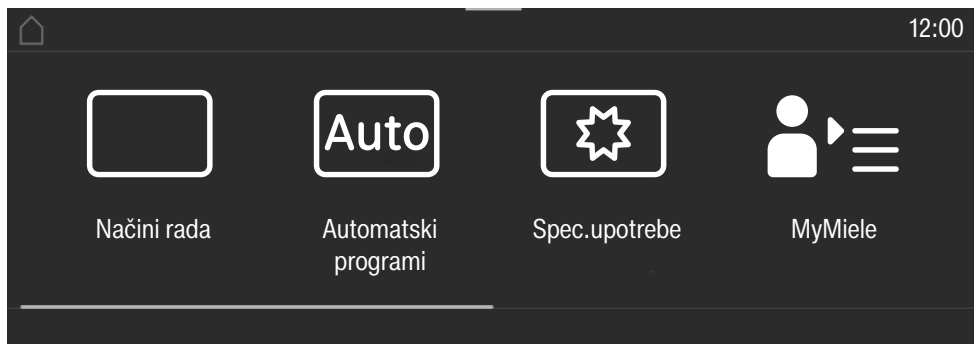 12:00
Auto
Načini rada
Automatski
programi
Spec.upotrebe
MyMiele